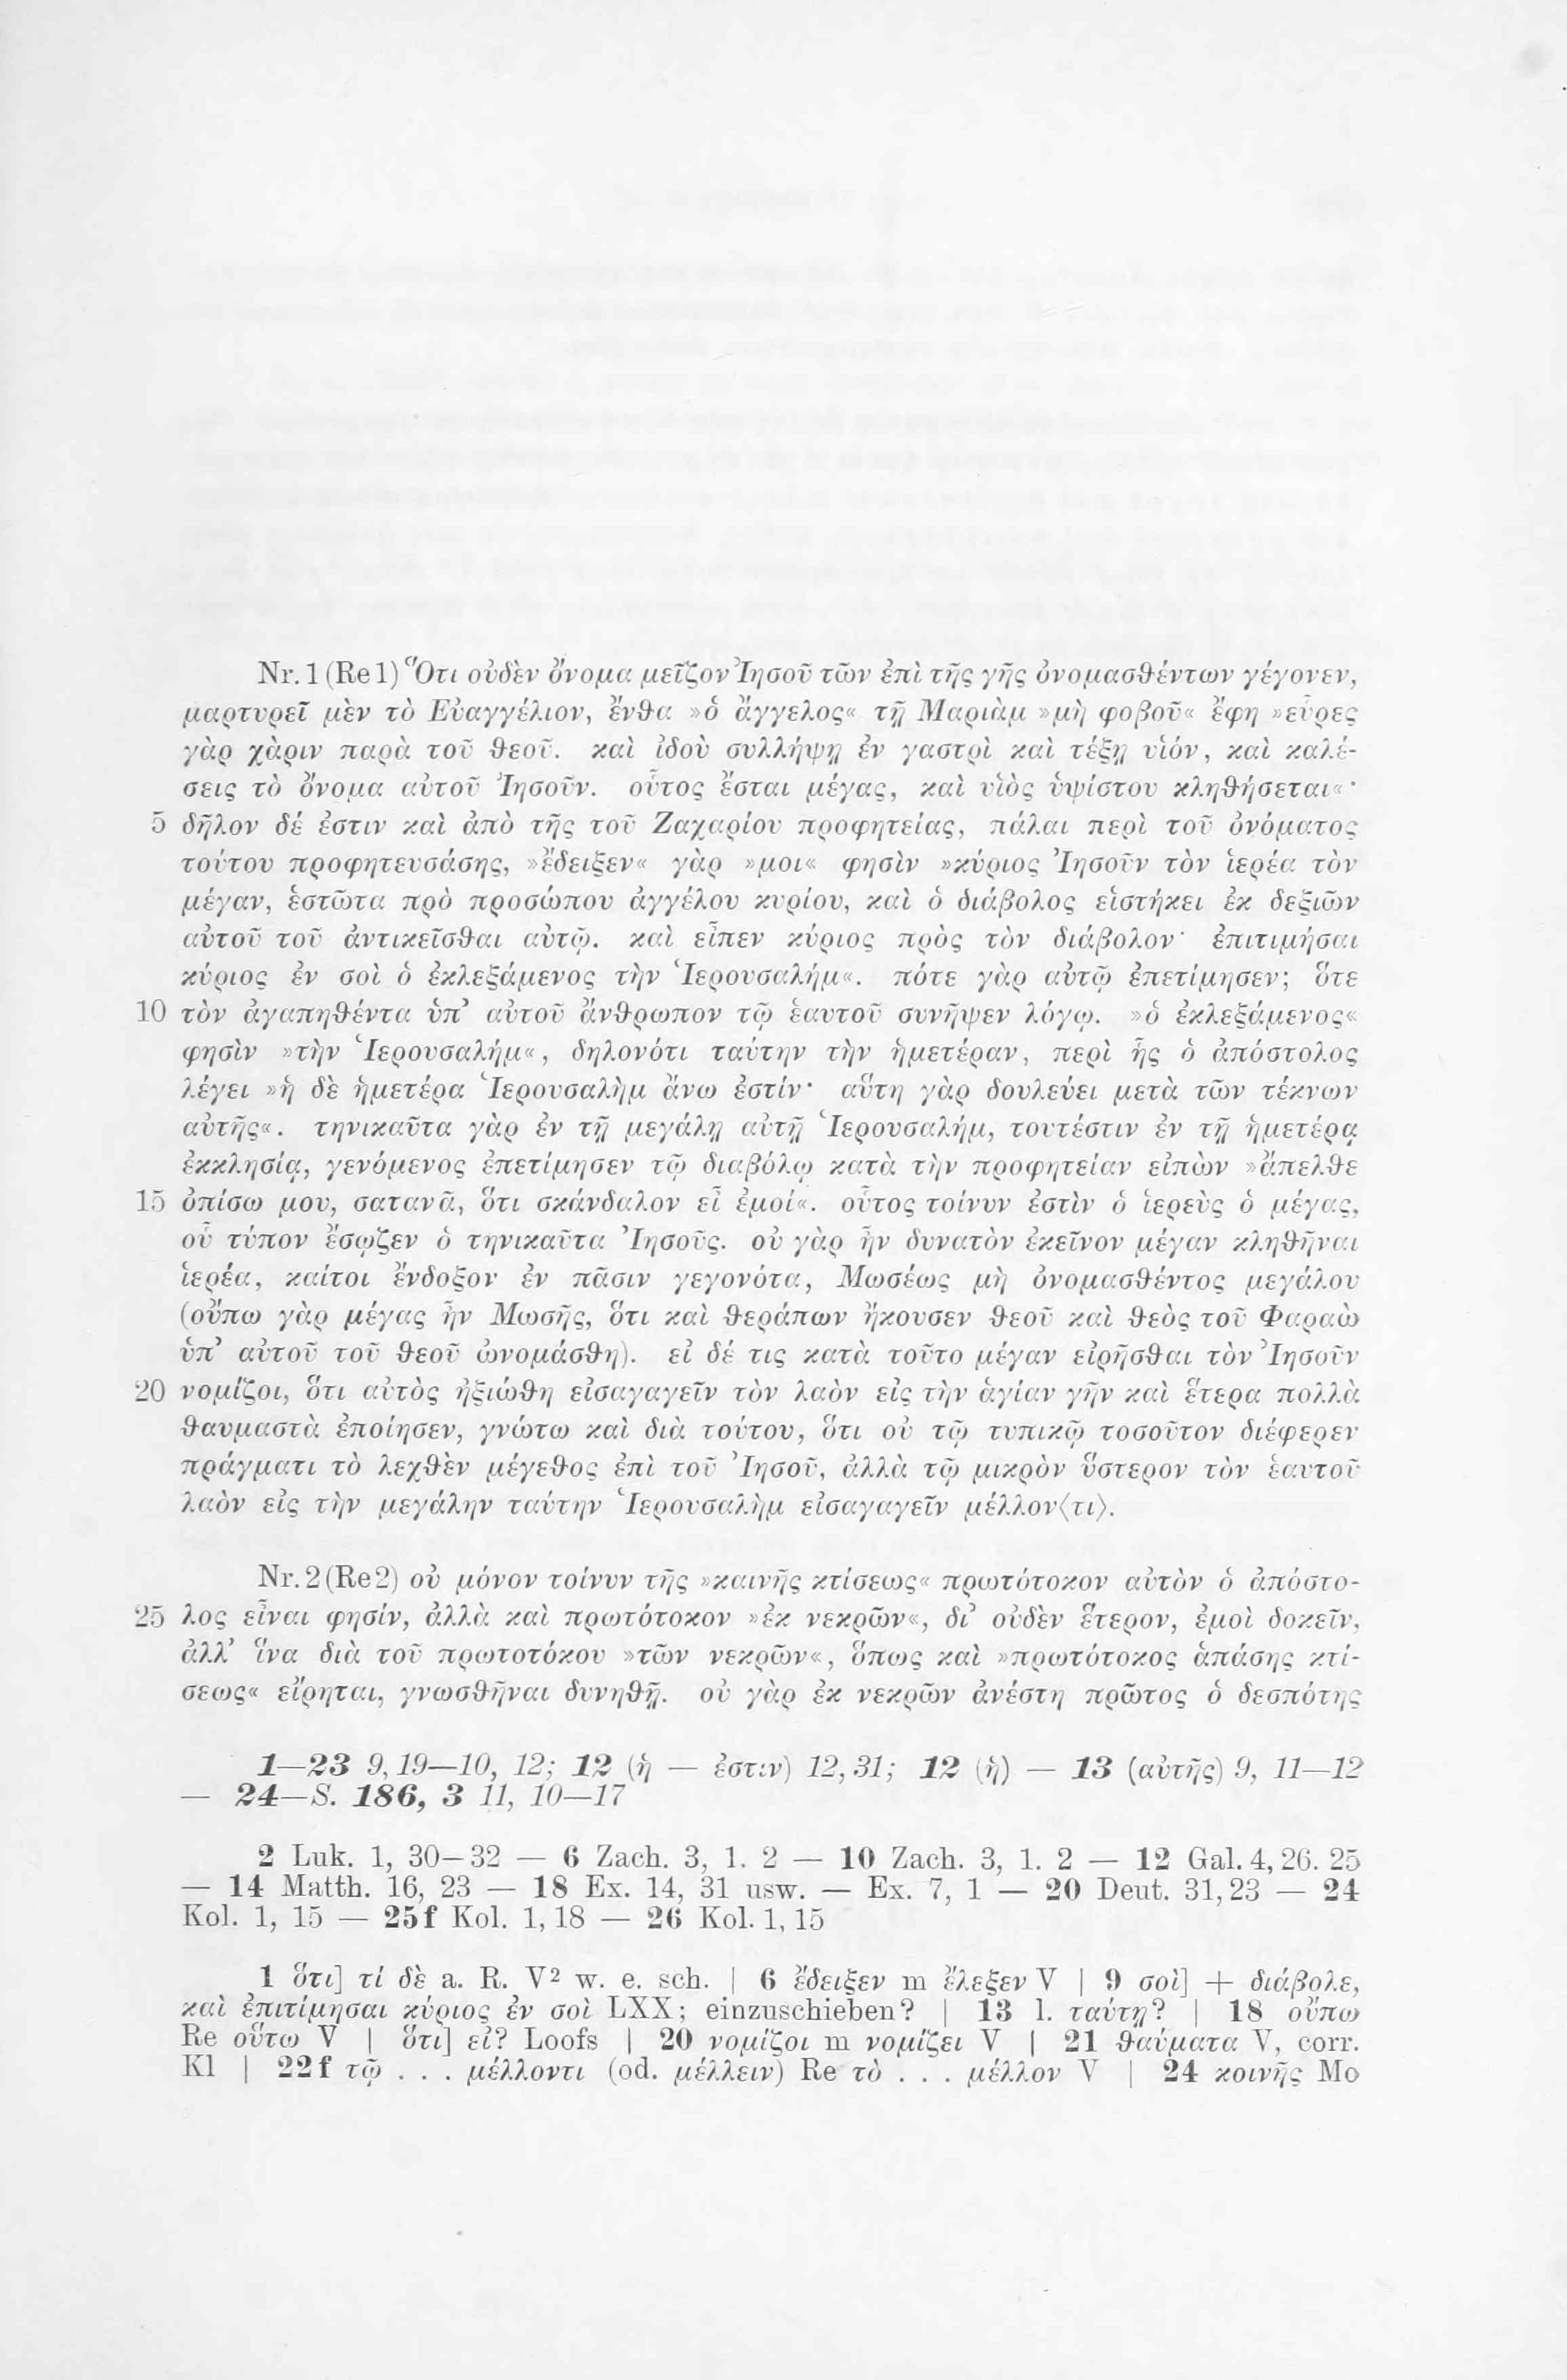 Nr. 1 (Re 1) Ὅτι οὐδὲν ὄνομα μεῖζον Ἰησοῦ τῶν ἐπὶ τῆς γῆς ὀνομασθέντων γέγονεν,
μαρτυρεῖ μὲν τὸ Εὐαγγέλιον, ἔνθα »ὁ ἄγγελος« τῇ Μαριὰμ »μὴ φοβοῦ« ἔφη »εὗρες
γὰρ χάριν παρὰ τοῦ θεοῦ. καὶ ἰδοὺ συλλήψῃ ἐν γαστρὶ καὶ τέξῃ υἱόν, καὶ καλέ-
σεις τὸ ὄνομα αὐτοῦ Ἰησοῦν. οὗτος ἔσται μέγας, καὶ υἱὸς ὑψίστου κληθήσεται«·
5 δῆλον δέ ἐστιν καὶ ἀπὸ τῆς τοῦ Ζαχαρίου προφητείας, πάλαι περὶ τοῦ ὀνόματος
τούτου προφητευσάσης, »ἔδειξεν« γὰρ »μοι« φησὶν »κύριος Ἰησοῦν τὸν ἱερέα τὸν
μέγαν, ἑστῶτα πρὸ προσώπου ἀγγέλου κυρίου, καὶ ὁ διάβολος εἱστήκει ἐκ δεξιῶν
αὐτοῦ τοῦ ἀντικεῖσθαι αὐτῷ. καὶ εἶπεν κύριος πρὸς τὸν διάβολον· ἐπιτιμήσαι
κύριος ἐν σοὶ ὁ ἐκλεξάμενος τὴν Ἱερουσαλήμ«. πότε γὰρ αὐτῷ ἐπετίμησεν; ὅτε
10 τὸν ἀγαπηθέντα ὑπ’ αὐτοῦ ἄνθρωπον τῷ ἑαυτοῦ συνῆψεν λόγῳ. »ὁ ἐκλεξάμενος«
φησὶν »τὴν Ἱερουσαλήμ«, δηλονότι ταύτην τὴν ἡμετέραν, περὶ ἧς ὁ ἀπόστολος
λέγει »ἡ δὲ ἡμετέρα Ἱερουσαλὴμ ἄνω ἐστίν· αὕτη γὰρ δουλεύει μετὰ τῶν τέκνων
αὐτῆς«. τηνικαῦτα γὰρ ἐν τῇ μεγάλῃ αὐτῇ Ἱερουσαλήμ, τουτέστιν ἐν τῇ ἡμετέρᾳ
ἐκκλησίᾳ, γενόμενος ἐπετίμησεν τῷ διαβόλῳ κατὰ τὴν προφητείαν εἰπὼν »ἄπελθε
15 ὀπίσω μου, σατανᾶ, ὅτι σκάνδαλον εἶ ἐμοί«. οὗτος τοίνυν ἐστὶν ὁ ἱερεὺς ὁ μέγας,
οὗ τύπον ἔσῳζεν ὁ τηνικαῦτα Ἰησοῦς. οὐ γὰρ ἦν δυνατὸν ἐκεῖνον μέγαν κληθῆναι
ἱερέα, καίτοι ἔνδοξον ἐν πᾶσιν γεγονότα, Μωσέως μὴ ὀνομασθέντος μεγάλου
(οὔπω γὰρ μέγας ἦν Μωσῆς, ὅτι καὶ θεράπων ἤκουσεν θεοῦ καὶ θεὸς τοῦ Φαραὼ
ὑπ’ αὐτοῦ τοῦ θεοῦ ὠνομάσθη). εἰ δέ τις κατὰ τοῦτο μέγαν εἰρῆσθαι τὸν Ἰησοῦν
20 νομίζοι, ὅτι αὐτὸς ἠξιώθη εἰσαγαγεῖν τὸν λαὸν εἰς τὴν ἁγίαν γῆν καὶ ἕτερα πολλὰ
θαυμαστὰ ἐποίησεν, γνώτω καὶ διὰ τούτου, ὅτι οὐ τῷ τυπικῷ τοσοῦτον διέφερεν
πράγματι τὸ λεχθὲν μέγεθος ἐπὶ τοῦ Ἰησοῦ, ἀλλὰ τῷ μικρὸν ὕστερον τὸν ἑαυτοῦ
λαὸν εἰς τὴν μεγάλην ταύτην Ἱερουσαλὴμ εἰσαγαγεῖν μέλλον⟨τι⟩.
Nr. 2 (Re 2) οὐ μόνον τοίνυν τῆς »καινῆς κτίσεως« πρωτότοκον αὐτὸν ὁ ἀπόστο-
25 λος εἶναι φησίν, ἀλλὰ καὶ πρωτότοκον »ἐκ νεκρῶν«, δι’ οὐδὲν ἕτερον, ἐμοὶ δοκεῖν,
ἀλλ’ ἵνα διὰ τοῦ πρωτοτόκου »τῶν νεκρῶν«, ὅπως καὶ »πρωτότοκος ἁπάσης κτί-
σεως« εἴρηται, γνωσθῆναι δυνηθῇ. οὐ γὰρ ἐκ νεκρῶν ἀνέστη πρῶτος ὁ δεσπότης
1—23 9,19—10, 12; 12 (ἡ — ἐστιν) 12, 31; 12 (ἡ) — 13 (αὐτῆς) 9, 11—12
— 24—S. 186, 3 11, 10—17
2 Luk. 1, 30—32 — 6 Zach. 3, 1. 2 — 10 Zach. 3, 1. 2 — 12 Gal. 4, 26. 25
— 14 Matth. 16, 23 — 18 Ex. 14, 31 usw. — Ex. 7, 1 — 20 Deut. 31, 23 — 24
Kol. 1, 15 — 25 f Kol. 1, 18 — 26 Kol. 1, 15
1 ὅτι] τί δὲ a. R. V² w. e. sch. | 6 ἔδειξεν m ἔλεξεν V | 9 σοὶ] + διάβολε,
καὶ ἐπιτίμησαι κύριος ἐν σοὶ LXX; einzuschieben? | 13 l. ταύτῃ? | 18 οὔπω
Re οὕτω V | ὅτι] εἰ? Loofs | 20 νομίζοι m νομίζει V | 21 θαύματα V, corr.
Kl | 22 f τῷ . . . μέλλοντι (od. μέλλειν) Re τὸ . . . μέλλον V | 24 κοινῆς Mo